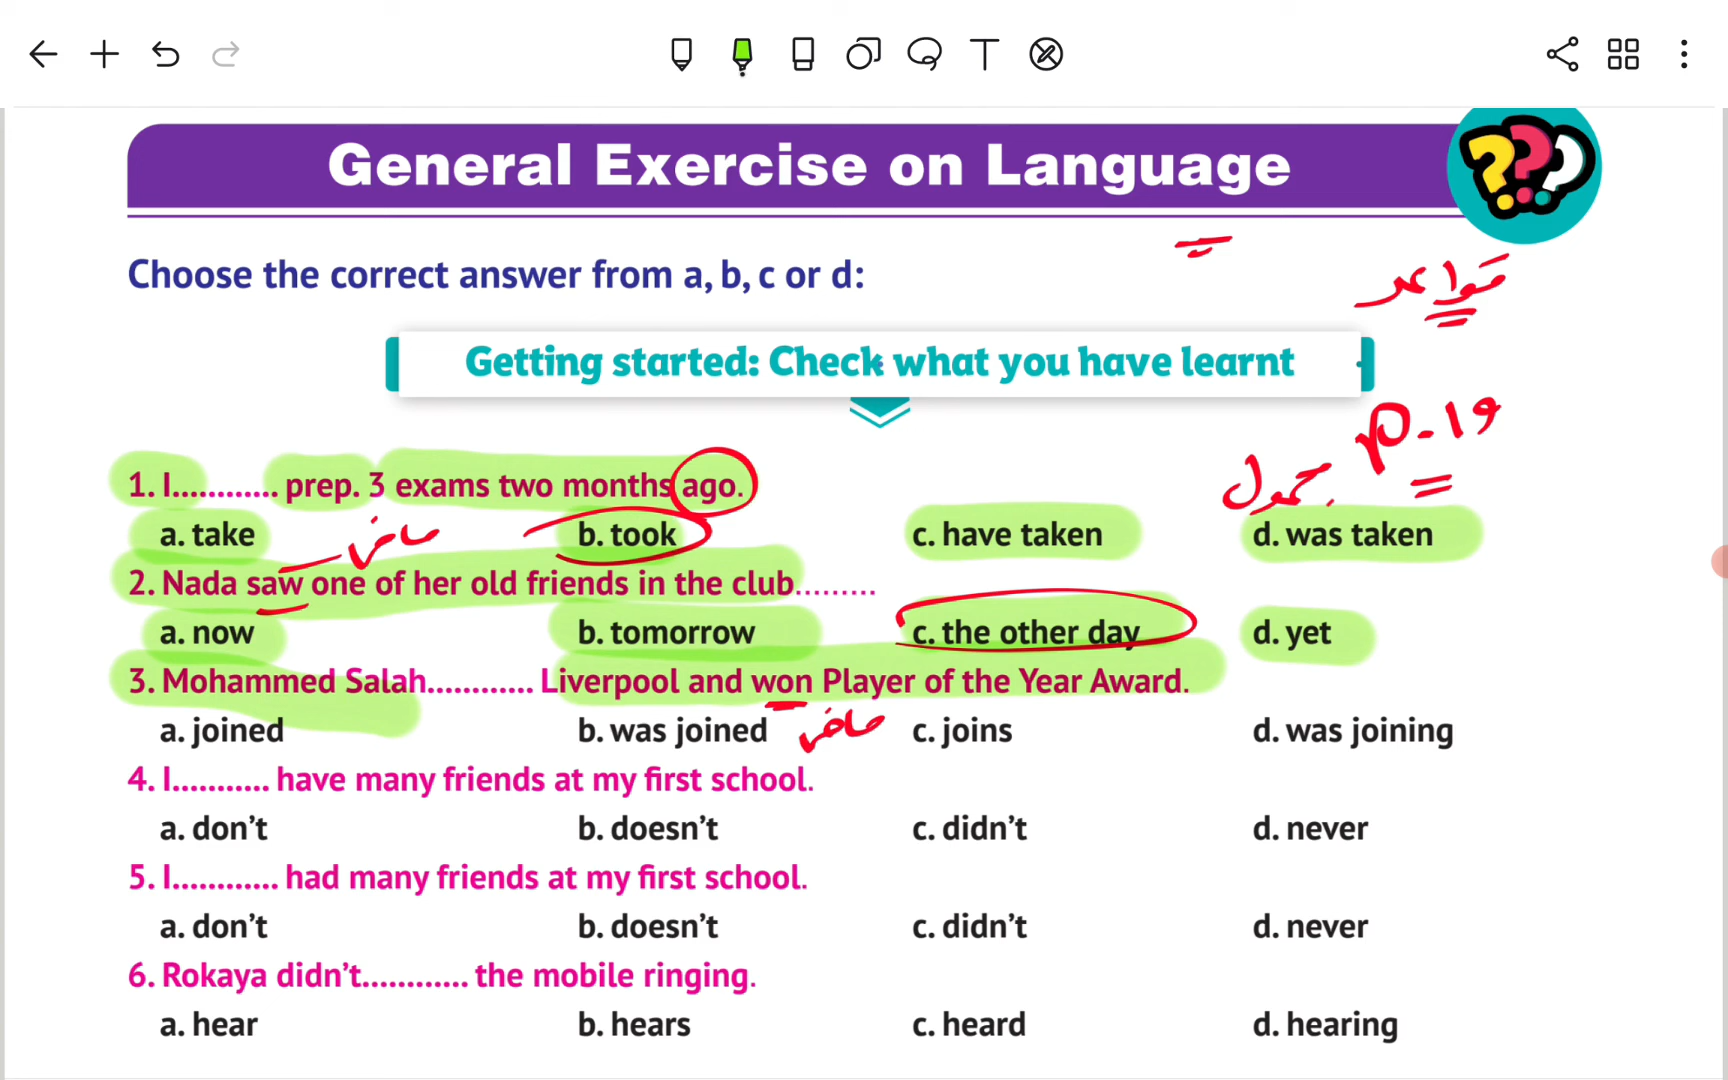 General Exercise on Language
???
Choose the correct answer from a, b, c or d:
قواعد
Getting started: Check what you have learnt
P-19
1. I............ prep. 3 exams two months ago.
a. take
ماضي
b. took
c. have taken
d. was taken
2. Nada saw one of her old friends in the club.........
a. now
b. tomorrow
c. the other day
d. yet
3. Mohammed Salah............ Liverpool and won Player of the Year Award.
a. joined
b. was joined
ماضي
c. joins
d. was joining
4. I........... have many friends at my first school.
a. don't
b. doesn't
c. didn't
d. never
5. I............ had many friends at my first school.
a. don't
b. doesn't
c. didn't
d. never
6. Rokaya didn't............ the mobile ringing.
a. hear
b. hears
c. heard
d. hearing